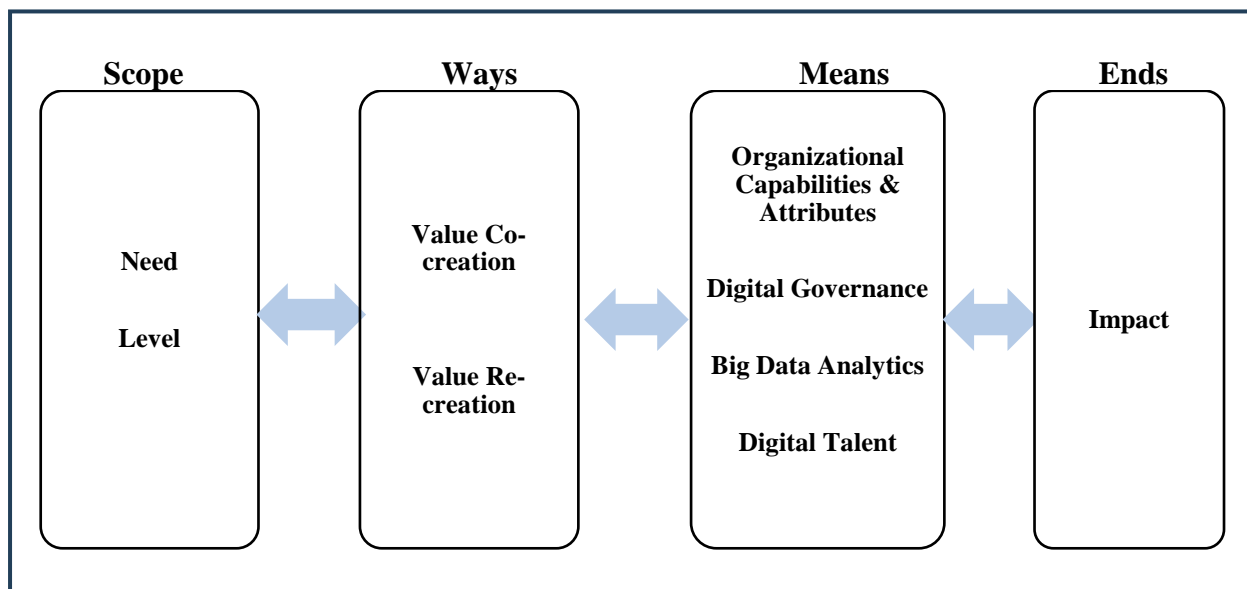 Scope
Need
Level
Ways
Value Co-
creation
Value Re-
creation
Means
Organizational
Capabilities &
Attributes
Digital Governance
Big Data Analytics
Digital Talent
Ends
Impact